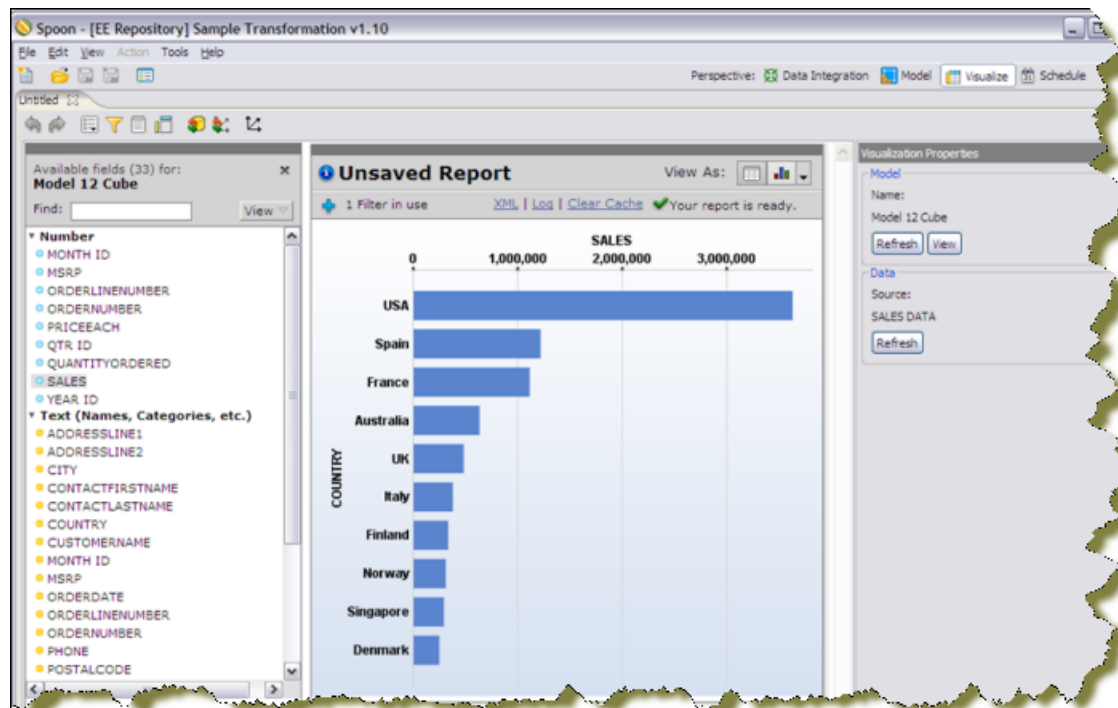 Spoon - [EE Repository] Sample Transformation v1.10
File Edit View Action Tools Help
Perspective: Data Integration Model Visualize Schedule
Untitled
Available fields (33) for:
Model 12 Cube
Find:
View
Number
MONTH ID
MSRP
ORDERLINENUMBER
ORDERNUMBER
PRICEEACH
QTR ID
QUANTITYORDERED
SALES
YEAR ID
Text (Names, Categories, etc.)
ADDRESSLINE1
ADDRESSLINE2
CITY
CONTACTFIRSTNAME
CONTACTLASTNAME
COUNTRY
CUSTOMERNAME
MONTH ID
MSRP
ORDERDATE
ORDERLINENUMBER
ORDERNUMBER
PHONE
POSTALCODE
Unsaved Report
View As:
1 Filter in use
XML | Log | Clear Cache
Your report is ready.
SALES
0 1,000,000 2,000,000 3,000,000
COUNTRY
USA
Spain
France
Australia
UK
Italy
Finland
Norway
Singapore
Denmark
Visualization Properties
Model
Name:
Model 12 Cube
Refresh View
Data
Source:
SALES DATA
Refresh